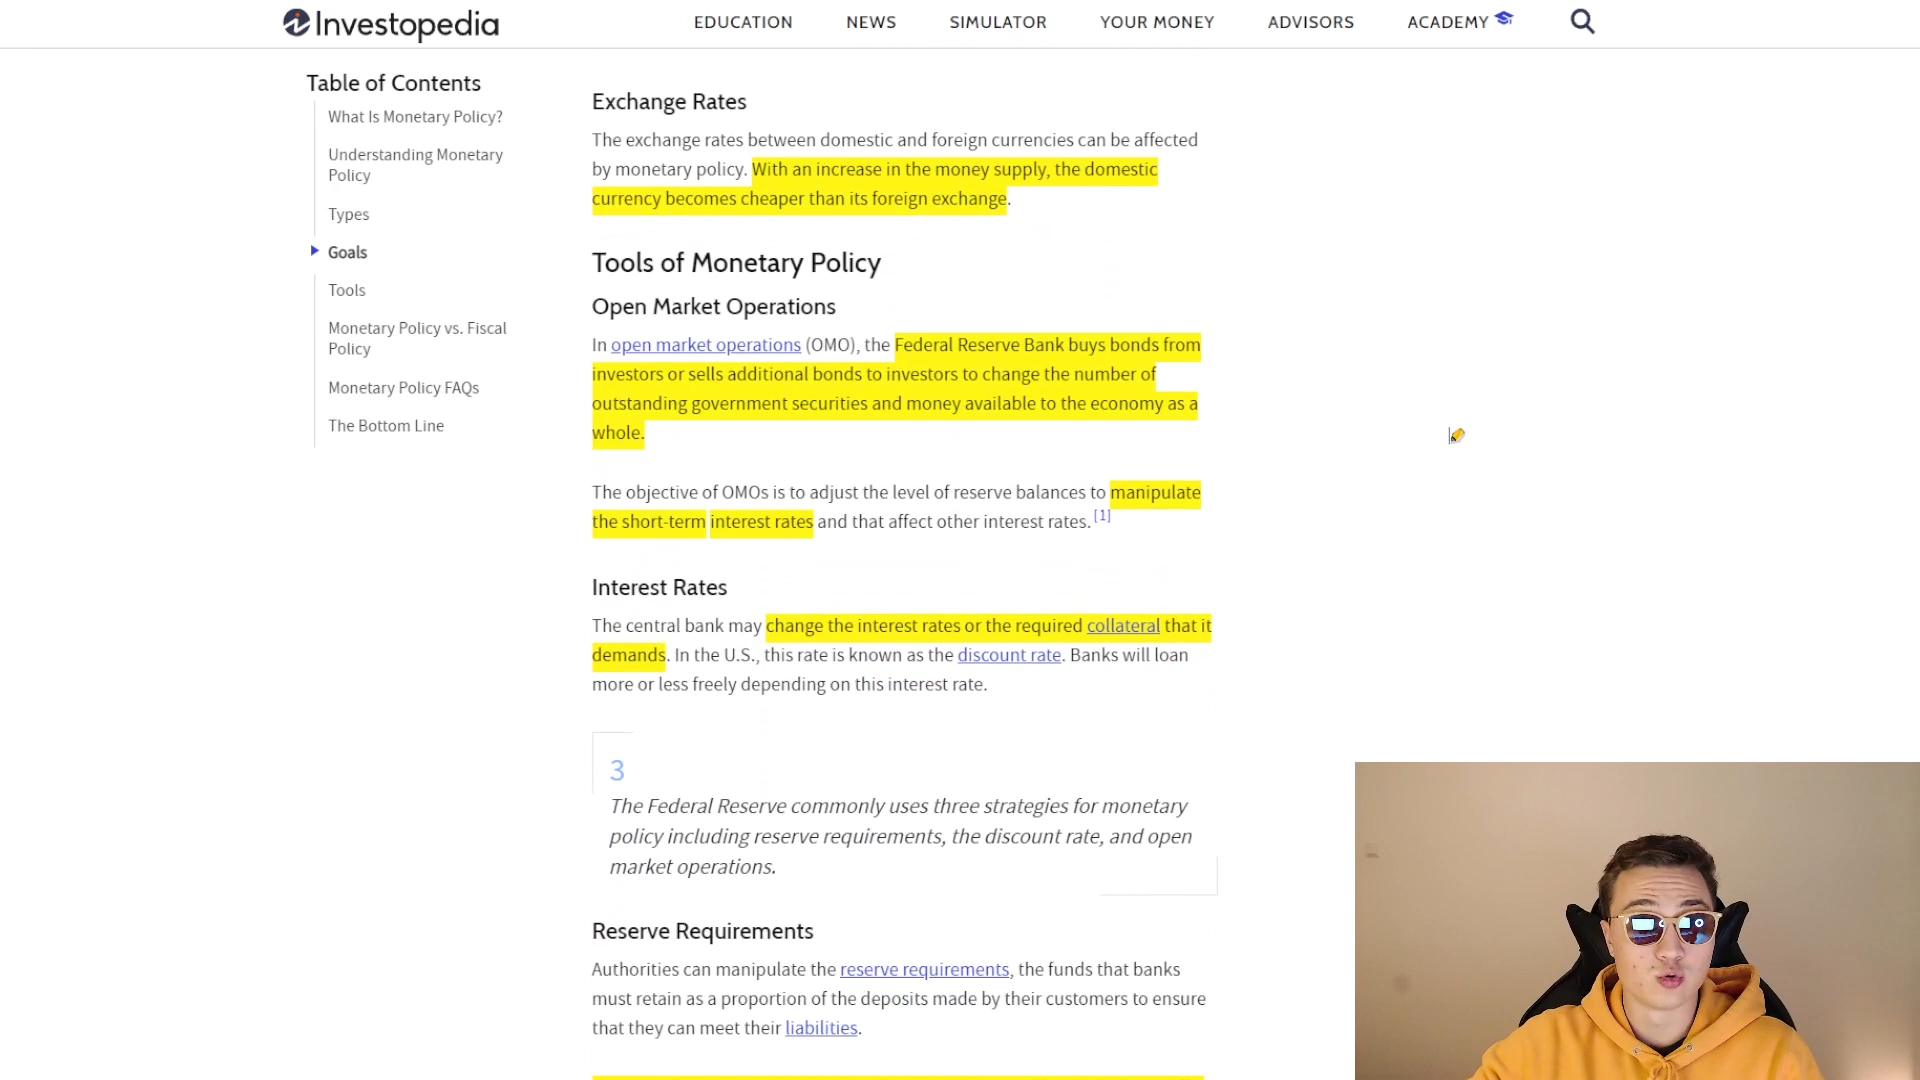 Investopedia
EDUCATION
NEWS
SIMULATOR
YOUR MONEY
ADVISORS
ACADEMY
Table of Contents
What Is Monetary Policy?
Understanding Monetary
Policy
Types
Goals
Tools
Monetary Policy vs. Fiscal
Policy
Monetary Policy FAQs
The Bottom Line
Exchange Rates
The exchange rates between domestic and foreign currencies can be affected
by monetary policy. With an increase in the money supply, the domestic
currency becomes cheaper than its foreign exchange.
Tools of Monetary Policy
Open Market Operations
In open market operations (OMO), the Federal Reserve Bank buys bonds from
investors or sells additional bonds to investors to change the number of
outstanding government securities and money available to the economy as a
whole.
The objective of OMOs is to adjust the level of reserve balances to manipulate
the short-term interest rates and that affect other interest rates. [1]
Interest Rates
The central bank may change the interest rates or the required collateral that it
demands. In the U.S., this rate is known as the discount rate. Banks will loan
more or less freely depending on this interest rate.
3
The Federal Reserve commonly uses three strategies for monetary
policy including reserve requirements, the discount rate, and open
market operations.
Reserve Requirements
Authorities can manipulate the reserve requirements, the funds that banks
must retain as a proportion of the deposits made by their customers to ensure
that they can meet their liabilities.